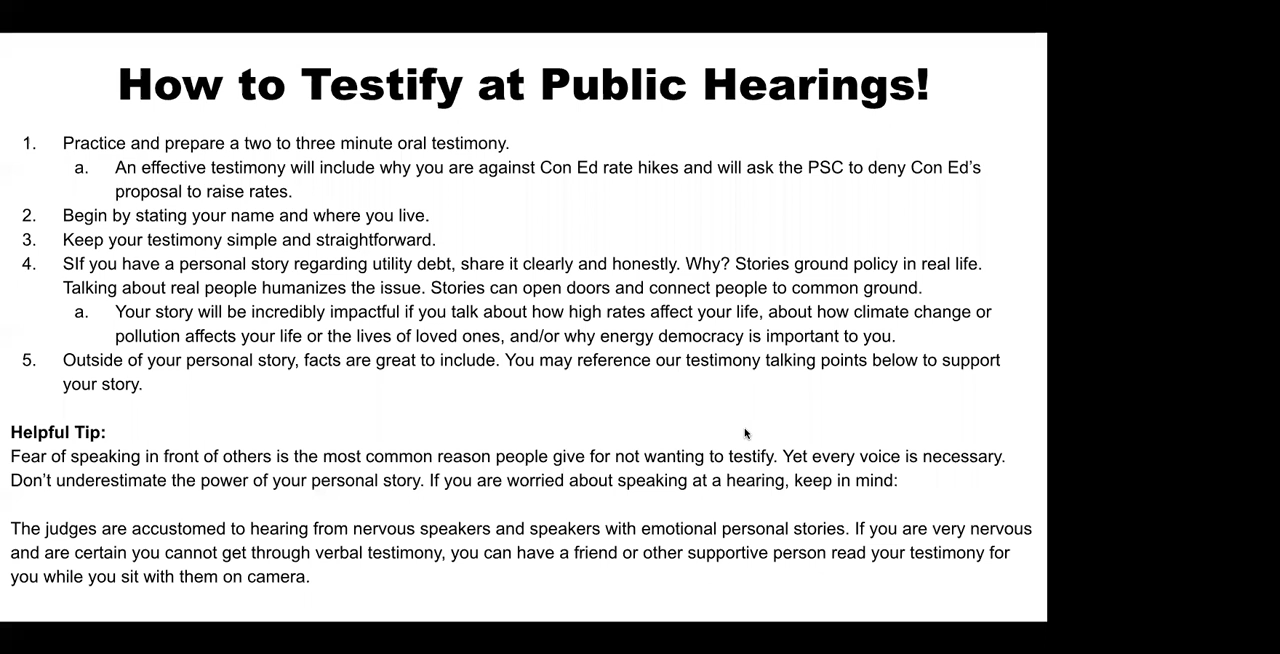 How to Testify at Public Hearings!
1. Practice and prepare a two to three minute oral testimony.
a. An effective testimony will include why you are against Con Ed rate hikes and will ask the PSC to deny Con Ed's
proposal to raise rates.
2. Begin by stating your name and where you live.
3. Keep your testimony simple and straightforward.
4. SIf you have a personal story regarding utility debt, share it clearly and honestly. Why? Stories ground policy in real life.
Talking about real people humanizes the issue. Stories can open doors and connect people to common ground.
a. Your story will be incredibly impactful if you talk about how high rates affect your life, about how climate change or
pollution affects your life or the lives of loved ones, and/or why energy democracy is important to you.
5. Outside of your personal story, facts are great to include. You may reference our testimony talking points below to support
your story.
Helpful Tip:
Fear of speaking in front of others is the most common reason people give for not wanting to testify. Yet every voice is necessary.
Don't underestimate the power of your personal story. If you are worried about speaking at a hearing, keep in mind:
The judges are accustomed to hearing from nervous speakers and speakers with emotional personal stories. If you are very nervous
and are certain you cannot get through verbal testimony, you can have a friend or other supportive person read your testimony for
you while you sit with them on camera.